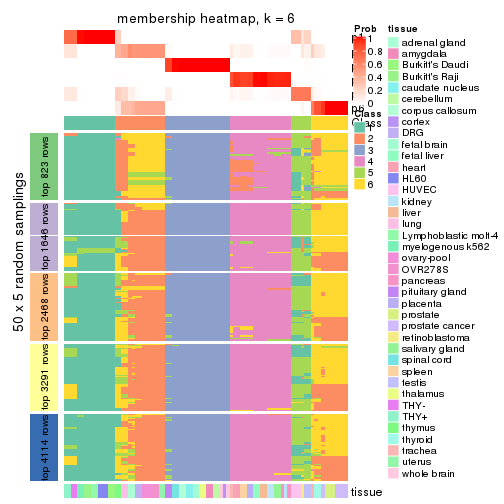 membership heatmap, k = 6
50 x 5 random samplings
top 823 rows
top 1646 rows
top 2468 rows
top 3291 rows
top 4114 rows
Prob
1
0.8
0.6
0.4
0.2
0
Class
1
2
3
4
5
6
tissue
adrenal gland
amygdala
Burkitt's Daudi
Burkitt's Raji
caudate nucleus
cerebellum
corpus callosum
cortex
DRG
fetal brain
fetal liver
heart
HL60
HUVEC
kidney
liver
lung
Lymphoblastic molt-4
myelogenous k562
ovary-pool
OVR278S
pancreas
pituitary gland
placenta
prostate
prostate cancer
retinoblastoma
salivary gland
spinal cord
spleen
testis
thalamus
THY-
THY+
thymus
thyroid
trachea
uterus
whole brain
tissue